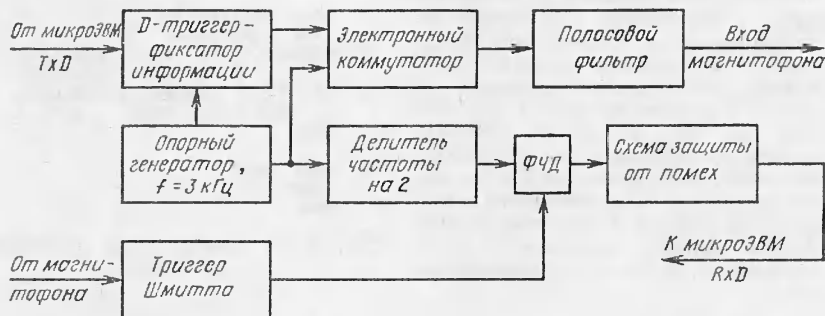 От микроЭВМ
TxD
D-триггер-
фиксатор
информации
Электронный
коммутатор
Полосовой
фильтр
Вход
магнитофона
Опорный
генератор,
f = 3 кГц
Делитель
частоты
на 2
ФЧД
Схема защиты
от помех
К микроЭВМ
RxD
От магни-
тофона
Триггер
Шмитта